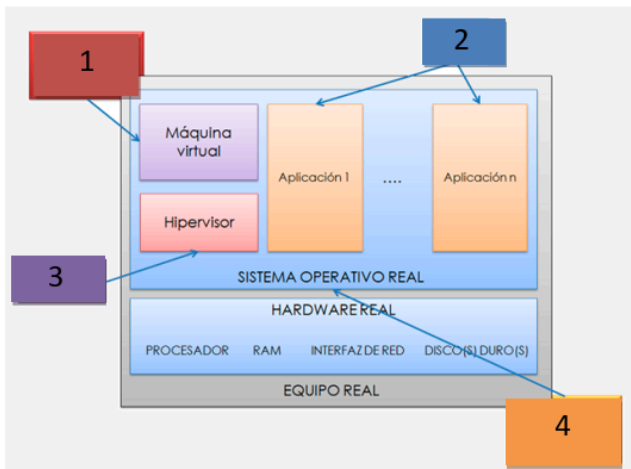 1
2
Máquina
virtual
Aplicación 1
....
Aplicación n
Hipervisor
3
SISTEMA OPERATIVO REAL
HARDWARE REAL
PROCESADOR RAM INTERFAZ DE RED DISCO(S) DURO(S)
EQUIPO REAL
4